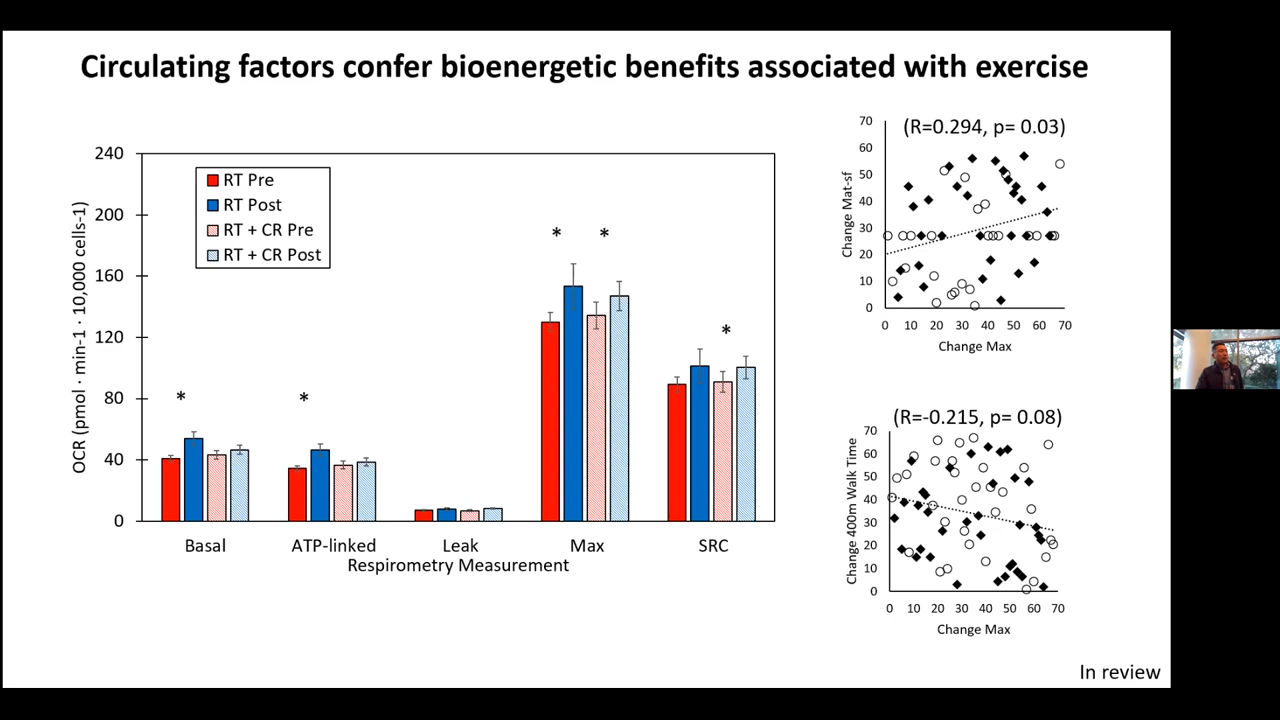 Circulating factors confer bioenergetic benefits associated with exercise
240
200
160
120
80
40
0
OCR (pmol · min-1 · 10,000 cells-1)
RT Pre
RT Post
RT + CR Pre
RT + CR Post
*
*
*
*
*
Basal
ATP-linked
Leak
Max
SRC
Respirometry Measurement
(R=0.294, p= 0.03)
70
60
50
40
30
20
10
0
Change Mat-sf
0 10 20 30 40 50 60 70
Change Max
(R=-0.215, p= 0.08)
70
60
50
40
30
20
10
0
Change 400m Walk Time
0 10 20 30 40 50 60 70
Change Max
In review